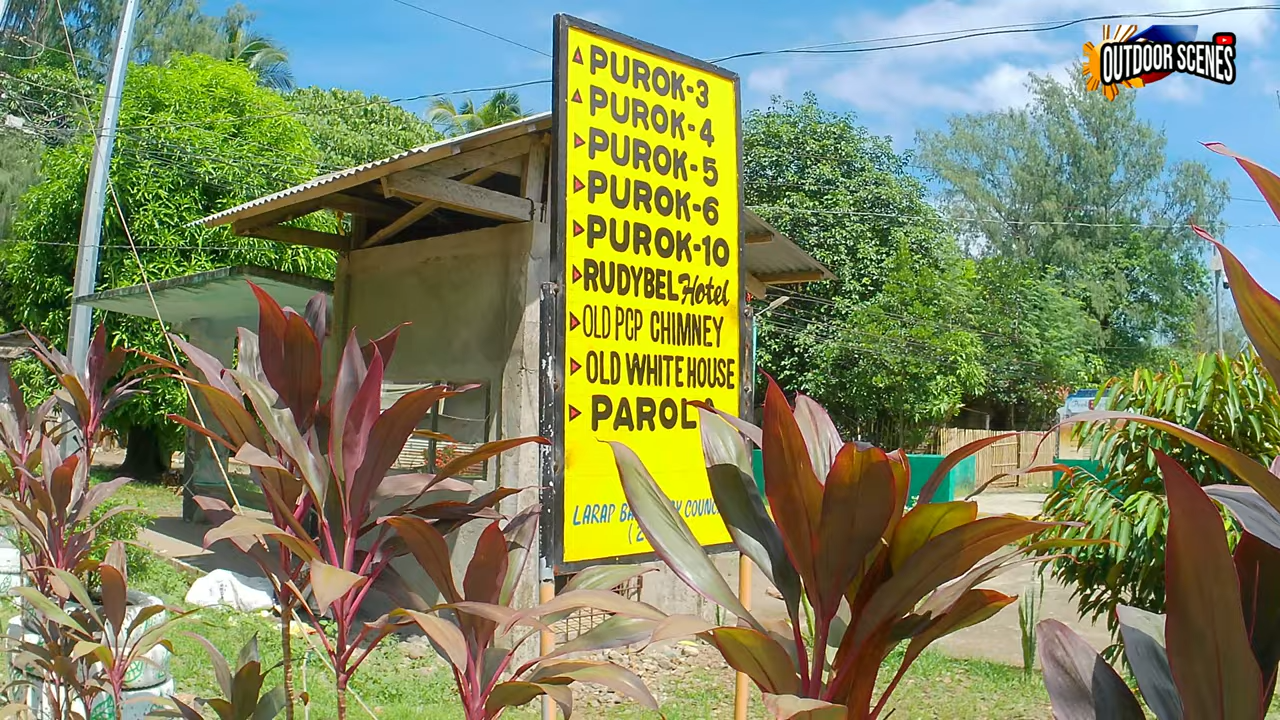 OUTDOOR SCENES
PUROK-3
PUROK-4
PUROK-5
PUROK-6
PUROK-10
RUDYBEL Hotel
OLD PCP CHIMNEY
OLD WHITE HOUSE
PAROLA
LARAP